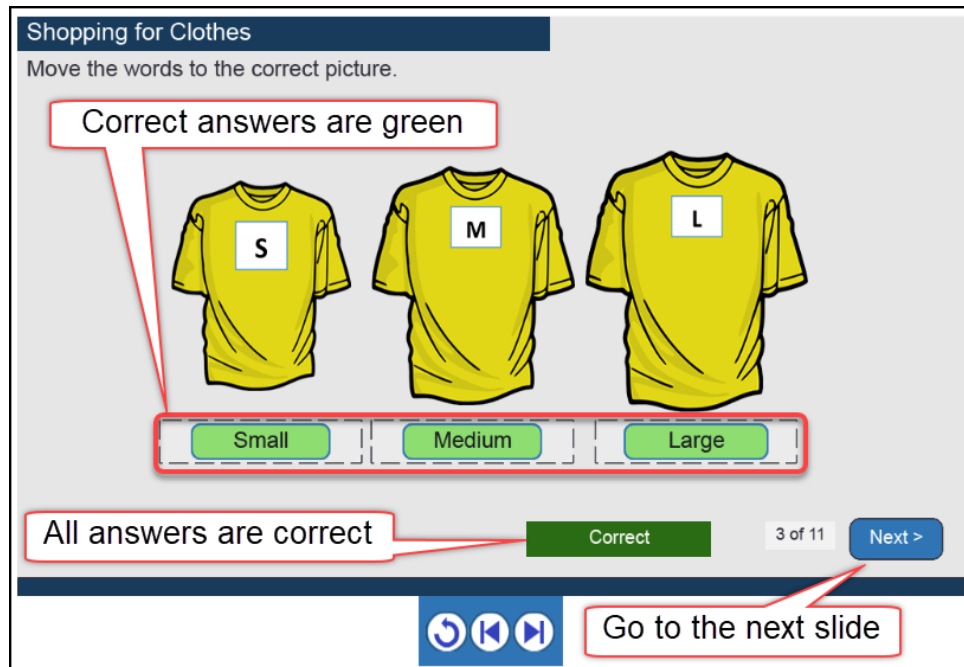 Shopping for Clothes
Move the words to the correct picture.
Correct answers are green
S
M
L
Small
Medium
Large
All answers are correct
Correct
3 of 11
Next >
Go to the next slide